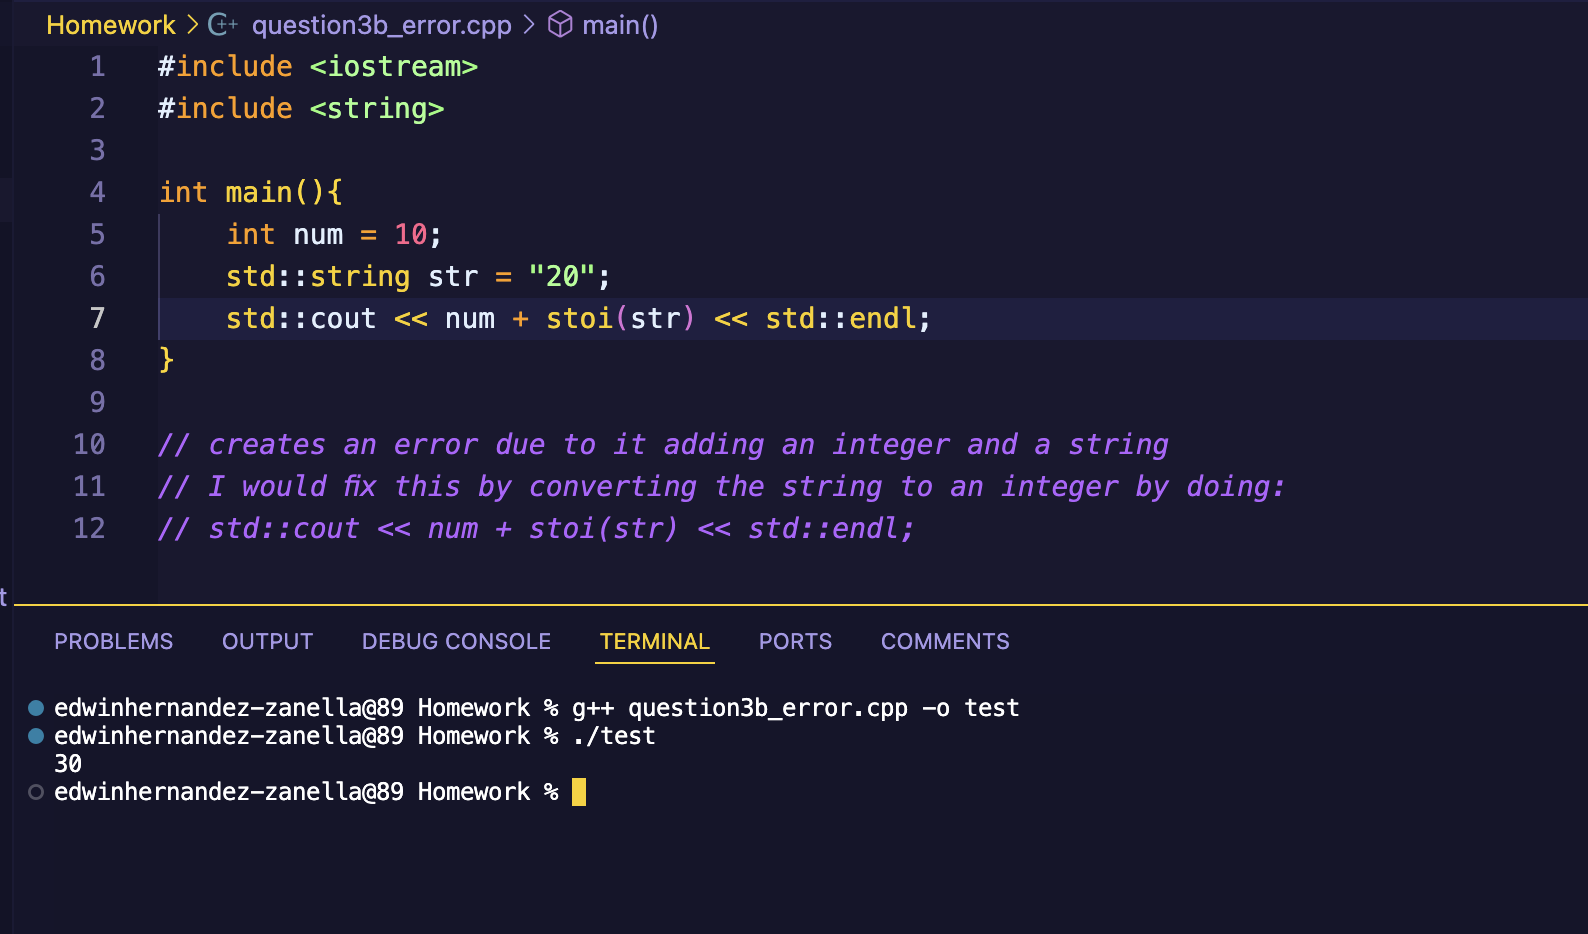 Homework > C++ question3b_error.cpp > main()
1 #include <iostream>
2 #include <string>
3
4 int main(){
5     int num = 10;
6     std::string str = "20";
7     std::cout << num + stoi(str) << std::endl;
8 }
9
10 // creates an error due to it adding an integer and a string
11 // I would fix this by converting the string to an integer by doing:
12 // std::cout << num + stoi(str) << std::endl;
t
PROBLEMS OUTPUT DEBUG CONSOLE TERMINAL PORTS COMMENTS
edwinhernandez-zanella@89 Homework % g++ question3b_error.cpp -o test
edwinhernandez-zanella@89 Homework % ./test
30
edwinhernandez-zanella@89 Homework %